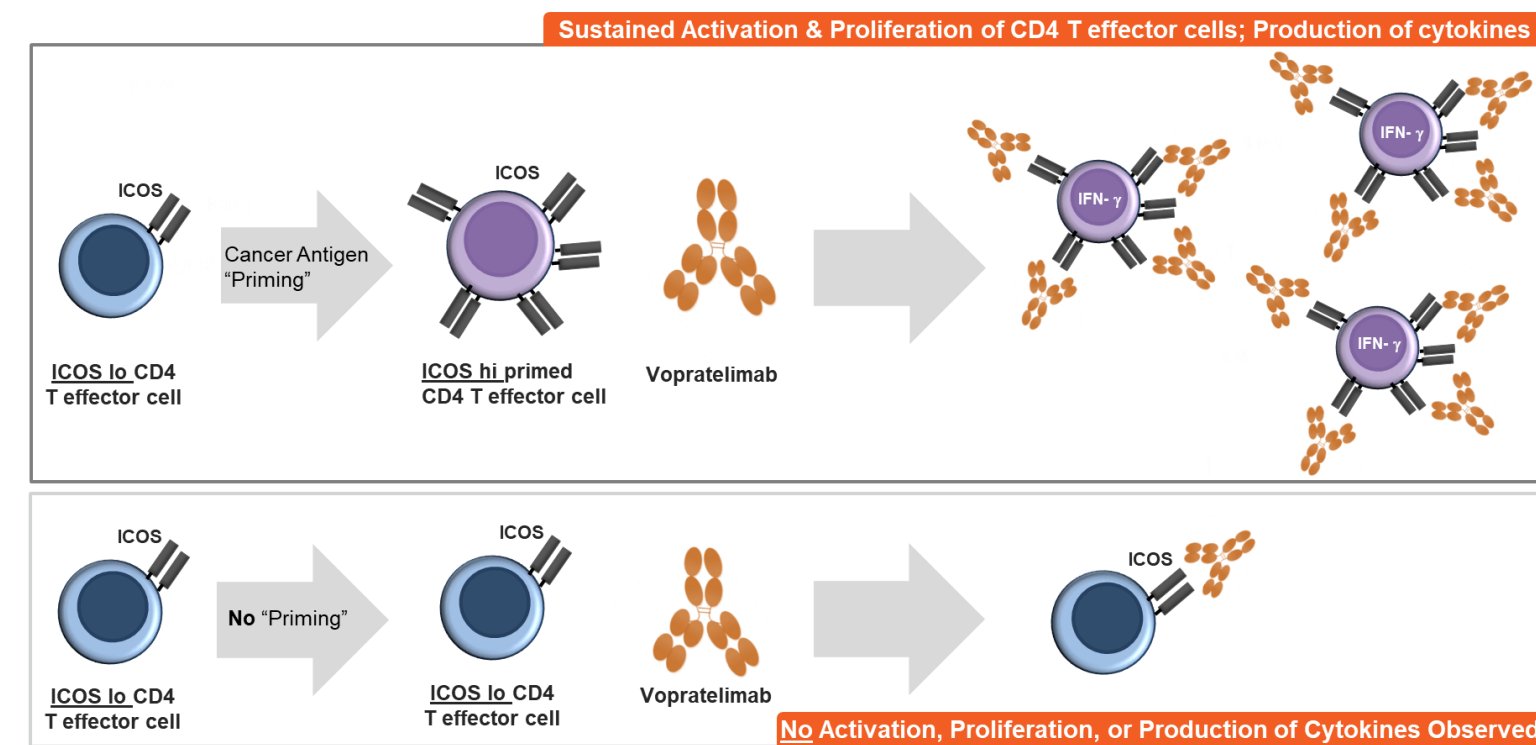 Sustained Activation & Proliferation of CD4 T effector cells; Production of cytokines
ICOS
Cancer Antigen
“Priming”
ICOS
IFN- γ
IFN- γ
IFN- γ
ICOS lo CD4
T effector cell
ICOS hi primed
CD4 T effector cell
Vopratelimab
ICOS
No “Priming”
ICOS
ICOS
ICOS lo CD4
T effector cell
ICOS lo CD4
T effector cell
Vopratelimab
No Activation, Proliferation, or Production of Cytokines Observed